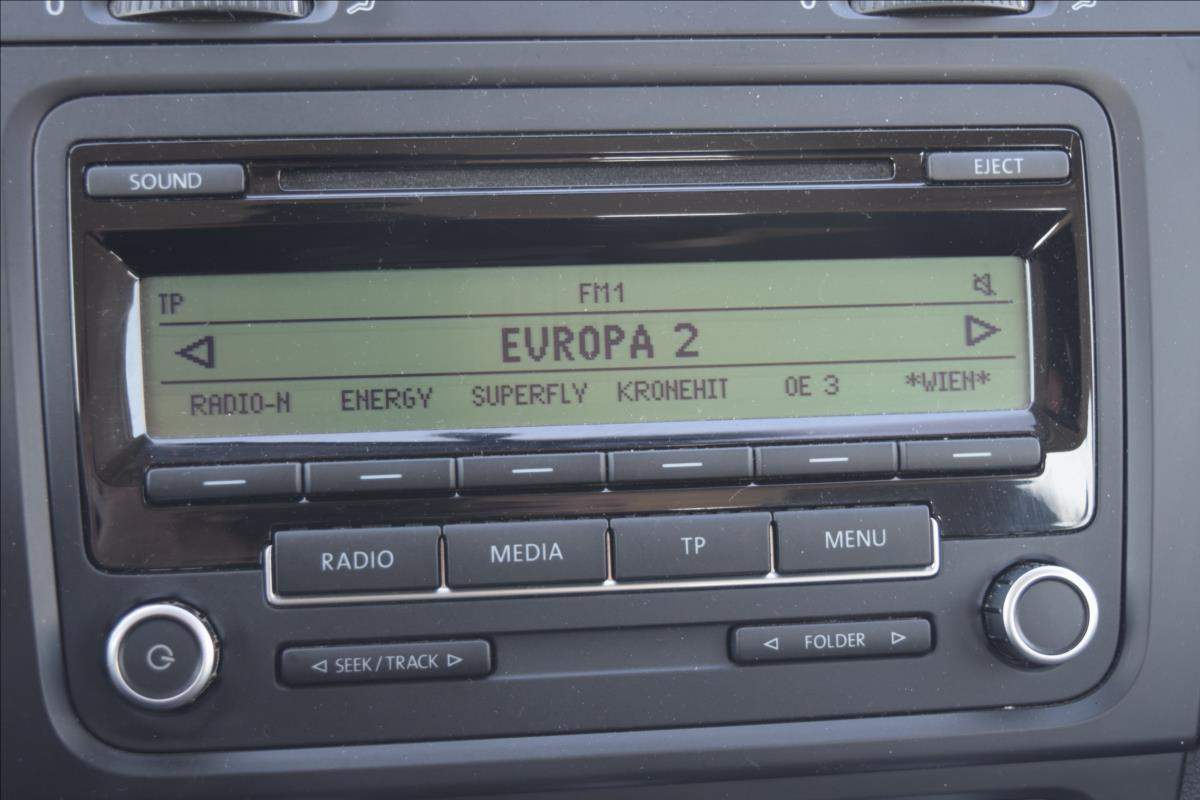 SOUND EJECT
TP FM1
EVROPA 2
RADIO-N ENERGY SUPERFLY KRONEHIT OE 3 *WIEN*
RADIO MEDIA TP MENU
SEEK/TRACK FOLDER